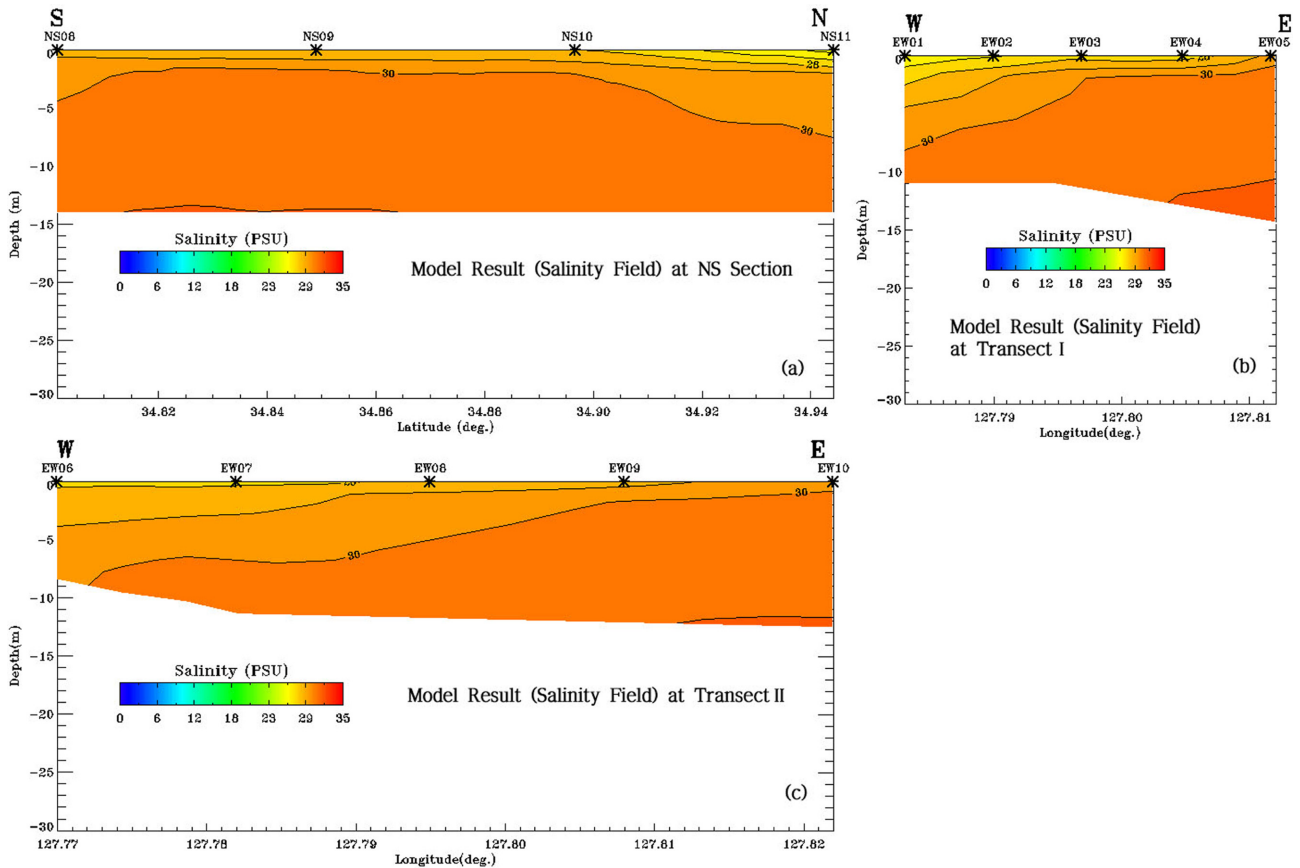 S N
NS08 NS09 NS10 NS11
0
-5
-10
-15
-20
-25
-30
Depth (m)
30
28
30
Salinity (PSU)
0 6 12 18 23 29 35
Model Result (Salinity Field) at NS Section
(a)
34.82 34.84 34.86 34.88 34.90 34.92 34.94
Latitude (deg.)
W E
EW01 EW02 EW03 EW04 EW05
0
-5
-10
-15
-20
-25
-30
Depth(m)
30
30
Salinity (PSU)
0 6 12 18 23 29 35
Model Result (Salinity Field)
at Transect I
(b)
127.79 127.80 127.81
Longitude(deg.)
W E
EW06 EW07 EW08 EW09 EW10
0
-5
-10
-15
-20
-25
-30
Depth(m)
30
30
Salinity (PSU)
0 6 12 18 23 29 35
Model Result (Salinity Field) at Transect II
(c)
127.77 127.78 127.79 127.80 127.81 127.82
Longitude(deg.)